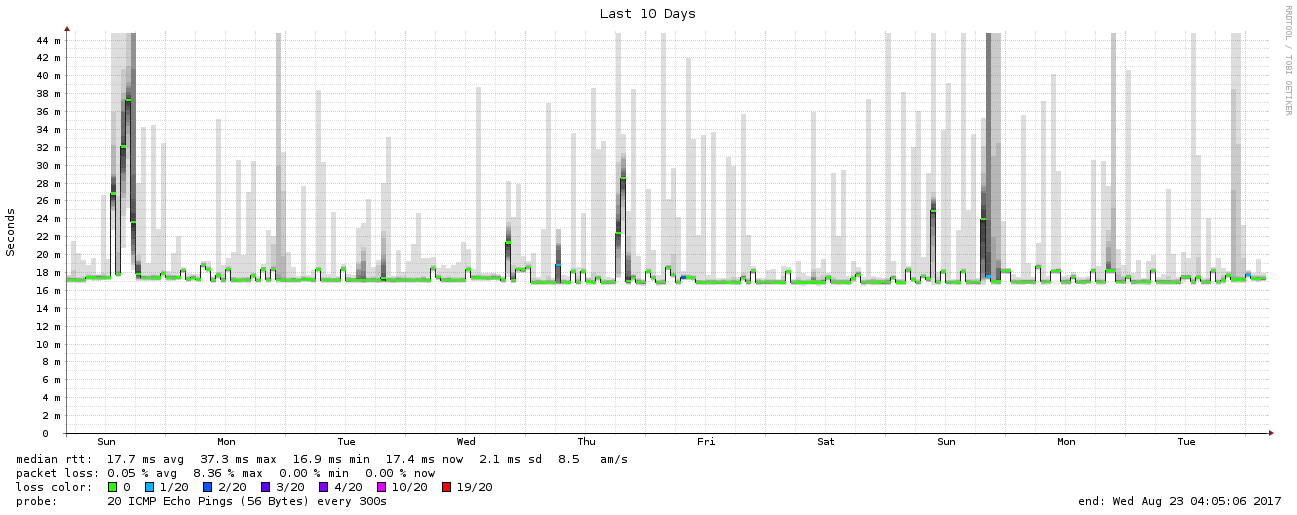 Last 10 Days
RRDTOOL / TOBI OETIKER
Seconds
44 m
42 m
40 m
38 m
36 m
34 m
32 m
30 m
28 m
26 m
24 m
22 m
20 m
18 m
16 m
14 m
12 m
10 m
8 m
6 m
4 m
2 m
0
Sun Mon Tue Wed Thu Fri Sat Sun Mon Tue
median rtt: 17.7 ms avg 37.3 ms max 16.9 ms min 17.4 ms now 2.1 ms sd 8.5 am/s
packet loss: 0.05 % avg 8.36 % max 0.00 % min 0.00 % now
loss color: 0 1/20 2/20 3/20 4/20 10/20 19/20
probe: 20 ICMP Echo Pings (56 Bytes) every 300s end: Wed Aug 23 04:05:06 2017